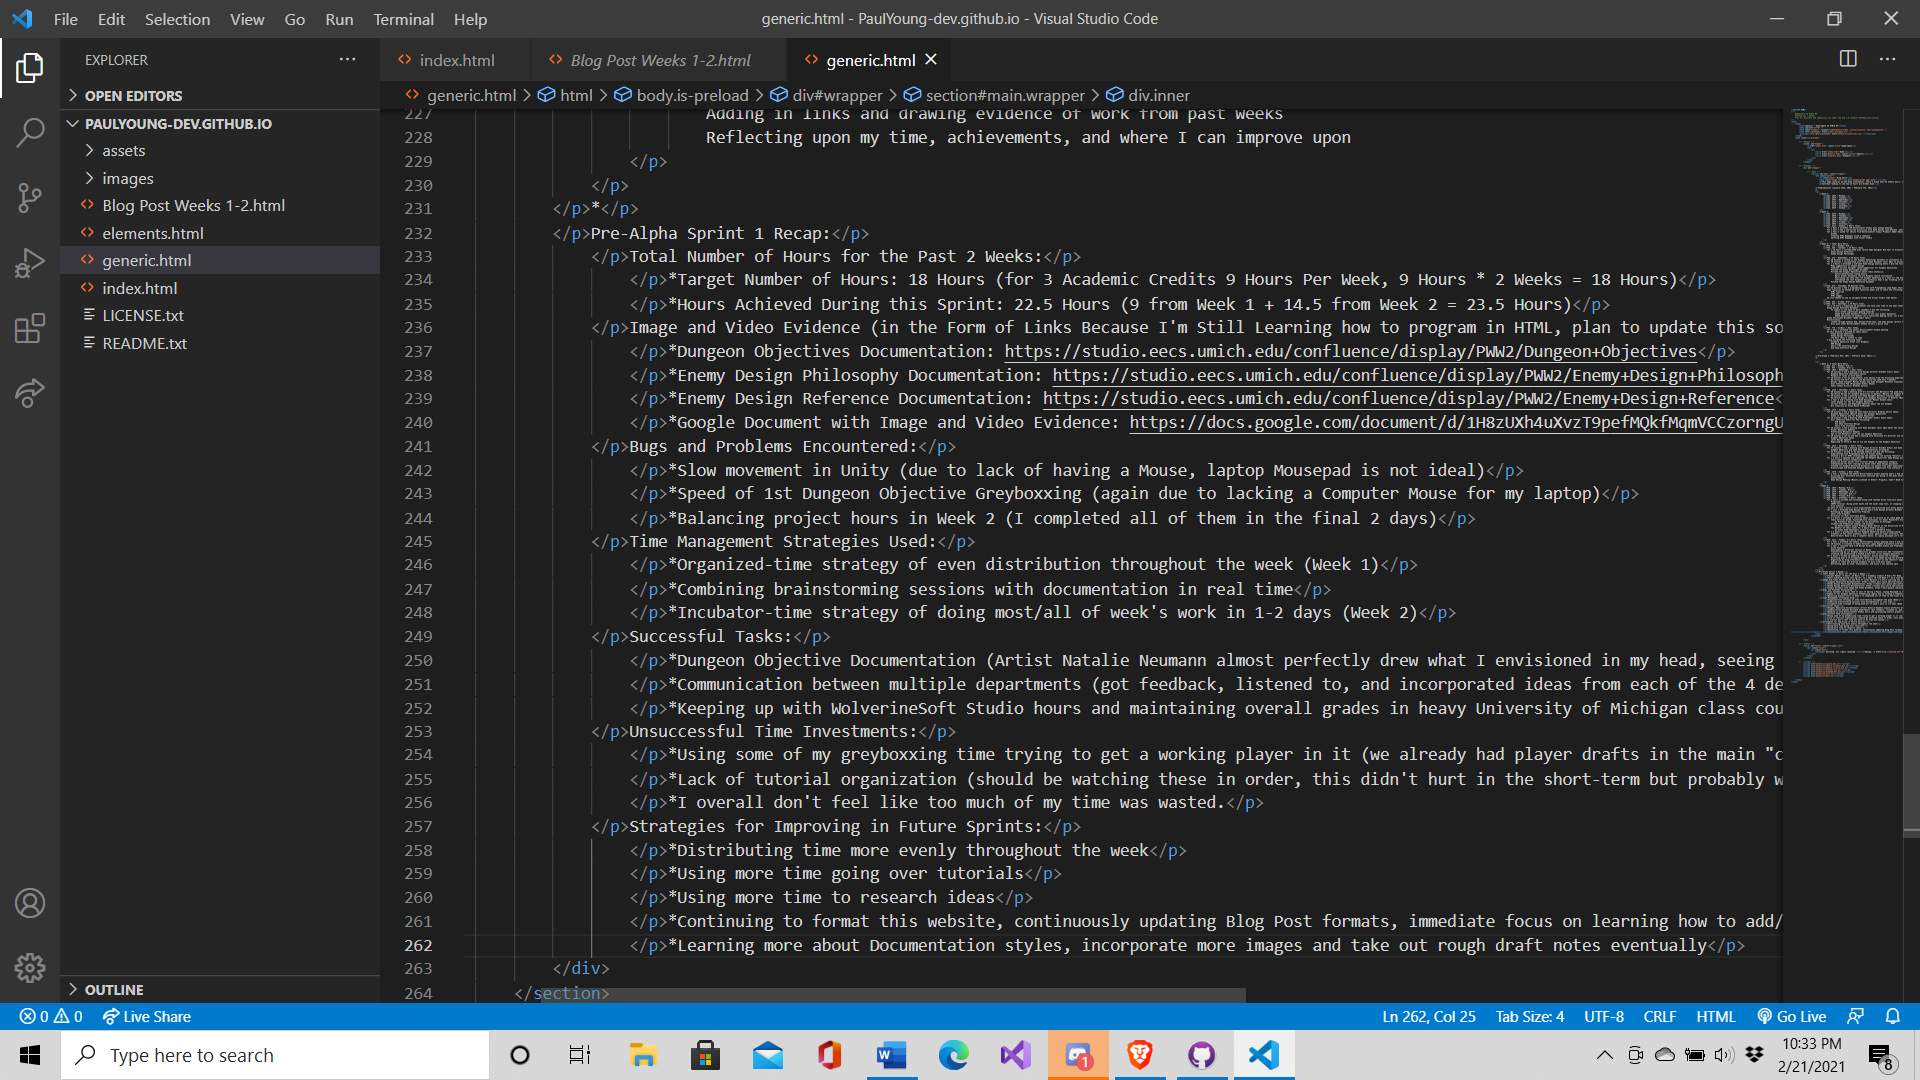 File Edit Selection View Go Run Terminal Help
generic.html - PaulYoung-dev.github.io - Visual Studio Code
EXPLORER
OPEN EDITORS
PAULYOUNG-DEV.GITHUB.IO
assets
images
Blog Post Weeks 1-2.html
elements.html
generic.html
index.html
LICENSE.txt
README.txt
OUTLINE
index.html Blog Post Weeks 1-2.html generic.html
generic.html > html > body.is-preload > div#wrapper > section#main.wrapper > div.inner
227 Adding in links and drawing evidence of work from past weeks
228 Reflecting upon my time, achievements, and where I can improve upon
229 </p>
230 </p>
231 </p>*</p>
232 </p>Pre-Alpha Sprint 1 Recap:</p>
233 </p>Total Number of Hours for the Past 2 Weeks:</p>
234 </p>*Target Number of Hours: 18 Hours (for 3 Academic Credits 9 Hours Per Week, 9 Hours * 2 Weeks = 18 Hours)</p>
235 </p>*Hours Achieved During this Sprint: 22.5 Hours (9 from Week 1 + 14.5 from Week 2 = 23.5 Hours)</p>
236 </p>Image and Video Evidence (in the Form of Links Because I'm Still Learning how to program in HTML, plan to update this so
237 </p>*Dungeon Objectives Documentation: https://studio.eecs.umich.edu/confluence/display/PWW2/Dungeon+Objectives</p>
238 </p>*Enemy Design Philosophy Documentation: https://studio.eecs.umich.edu/confluence/display/PWW2/Enemy+Design+Philosoph
239 </p>*Enemy Design Reference Documentation: https://studio.eecs.umich.edu/confluence/display/PWW2/Enemy+Design+Reference<
240 </p>*Google Document with Image and Video Evidence: https://docs.google.com/document/d/1H8zUXh4uXvzT9pefMQkfMqmVCCzorngU
241 </p>Bugs and Problems Encountered:</p>
242 </p>*Slow movement in Unity (due to lack of having a Mouse, laptop Mousepad is not ideal)</p>
243 </p>*Speed of 1st Dungeon Objective Greyboxxing (again due to lacking a Computer Mouse for my laptop)</p>
244 </p>*Balancing project hours in Week 2 (I completed all of them in the final 2 days)</p>
245 </p>Time Management Strategies Used:</p>
246 </p>*Organized-time strategy of even distribution throughout the week (Week 1)</p>
247 </p>*Combining brainstorming sessions with documentation in real time</p>
248 </p>*Incubator-time strategy of doing most/all of week's work in 1-2 days (Week 2)</p>
249 </p>Successful Tasks:</p>
250 </p>*Dungeon Objective Documentation (Artist Natalie Neumann almost perfectly drew what I envisioned in my head, seeing
251 </p>*Communication between multiple departments (got feedback, listened to, and incorporated ideas from each of the 4 de
252 </p>*Keeping up with WolverineSoft Studio hours and maintaining overall grades in heavy University of Michigan class cou
253 </p>Unsuccessful Time Investments:</p>
254 </p>*Using some of my greyboxxing time trying to get a working player in it (we already had player drafts in the main "c
255 </p>*Lack of tutorial organization (should be watching these in order, this didn't hurt in the short-term but probably w
256 </p>*I overall don't feel like too much of my time was wasted.</p>
257 </p>Strategies for Improving in Future Sprints:</p>
258 </p>*Distributing time more evenly throughout the week</p>
259 </p>*Using more time going over tutorials</p>
260 </p>*Using more time to research ideas</p>
261 </p>*Continuing to format this website, continuously updating Blog Post formats, immediate focus on learning how to add/
262 </p>*Learning more about Documentation styles, incorporate more images and take out rough draft notes eventually</p>
263 </div>
264 </section>
0 0 Live Share
Ln 262, Col 25 Tab Size: 4 UTF-8 CRLF HTML Go Live
Type here to search
1
10:33 PM
2/21/2021
8